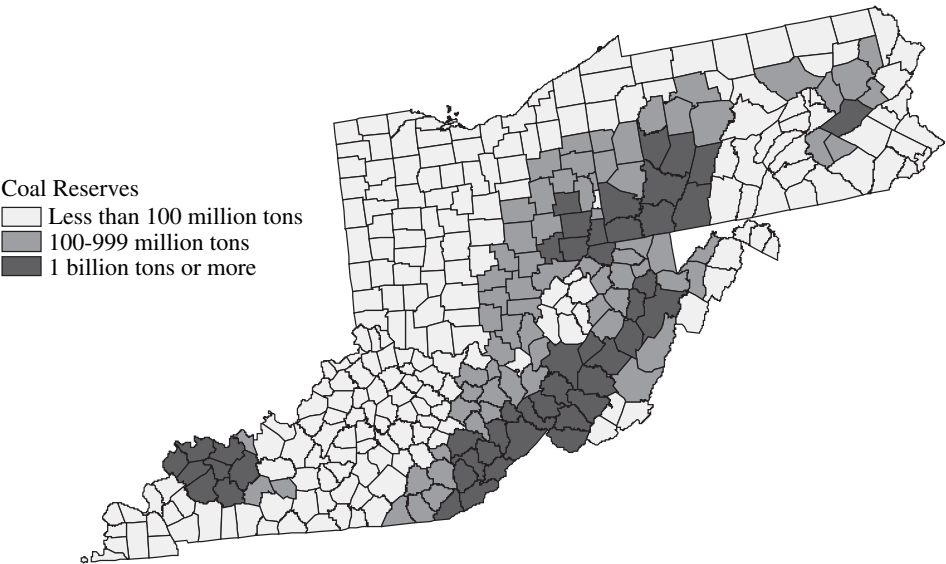 Coal Reserves
Less than 100 million tons
100-999 million tons
1 billion tons or more